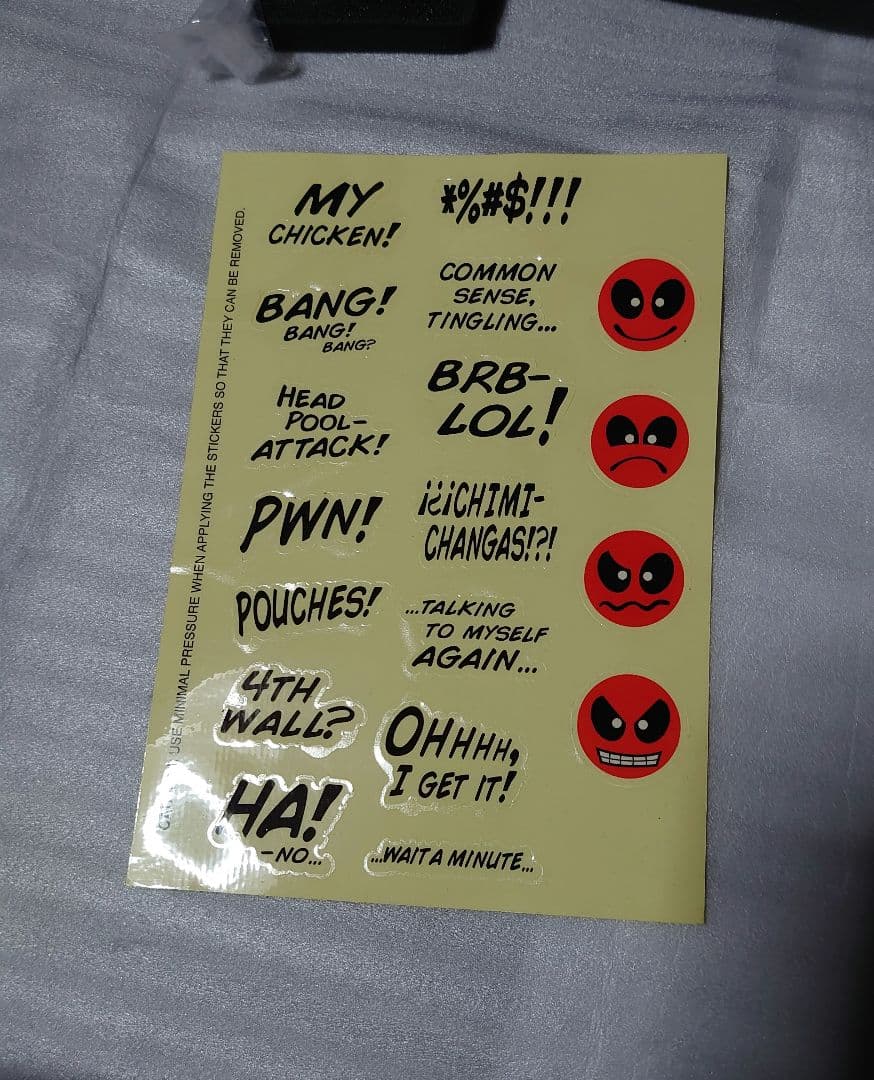 MY
CHICKEN!
BANG!
BANG!
BANG?
HEAD
POOL-
ATTACK!
PWN!
POUCHES!
4TH
WALL?
HA!
-NO...
*%#$!!!
COMMON
SENSE,
TINGLING...
BRB-
LOL!
¡¿¡CHIMI-
CHANGAS!?!
...TALKING
TO MYSELF
AGAIN...
OHHHH,
I GET IT!
...WAIT A MINUTE...
USE MINIMAL PRESSURE WHEN APPLYING THE STICKERS SO THAT THEY CAN BE REMOVED.